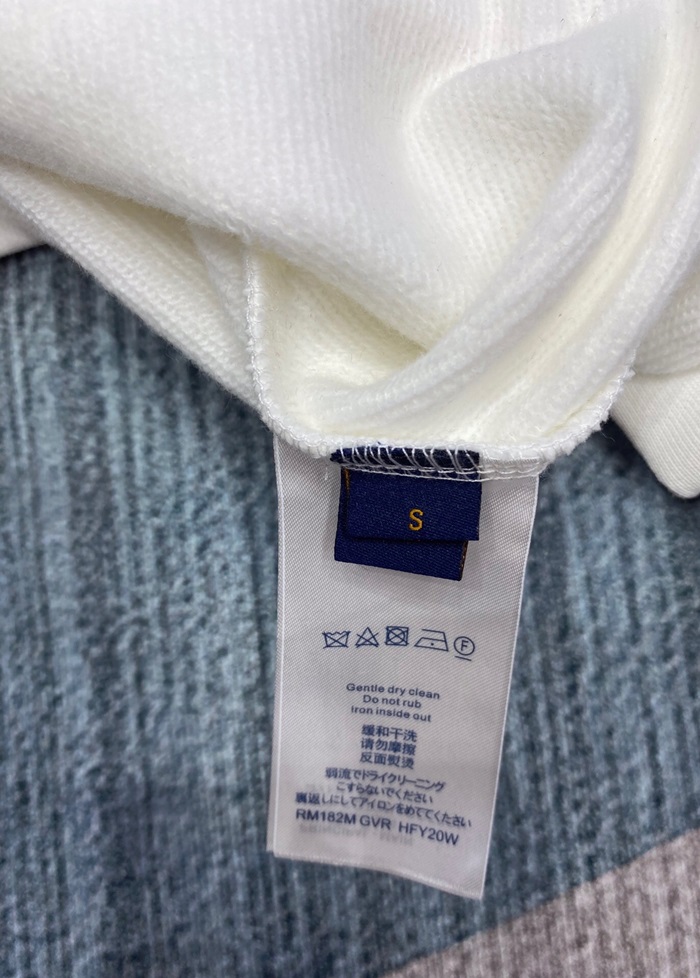 S
F
Gentle dry clean
Do not rub
Iron inside out
缓和干洗
请勿摩擦
反面熨烫
弱流でドライクリーニング
こすらないでください
裏返しにしてアイロンをめててください
RM182M GVR HFY20W